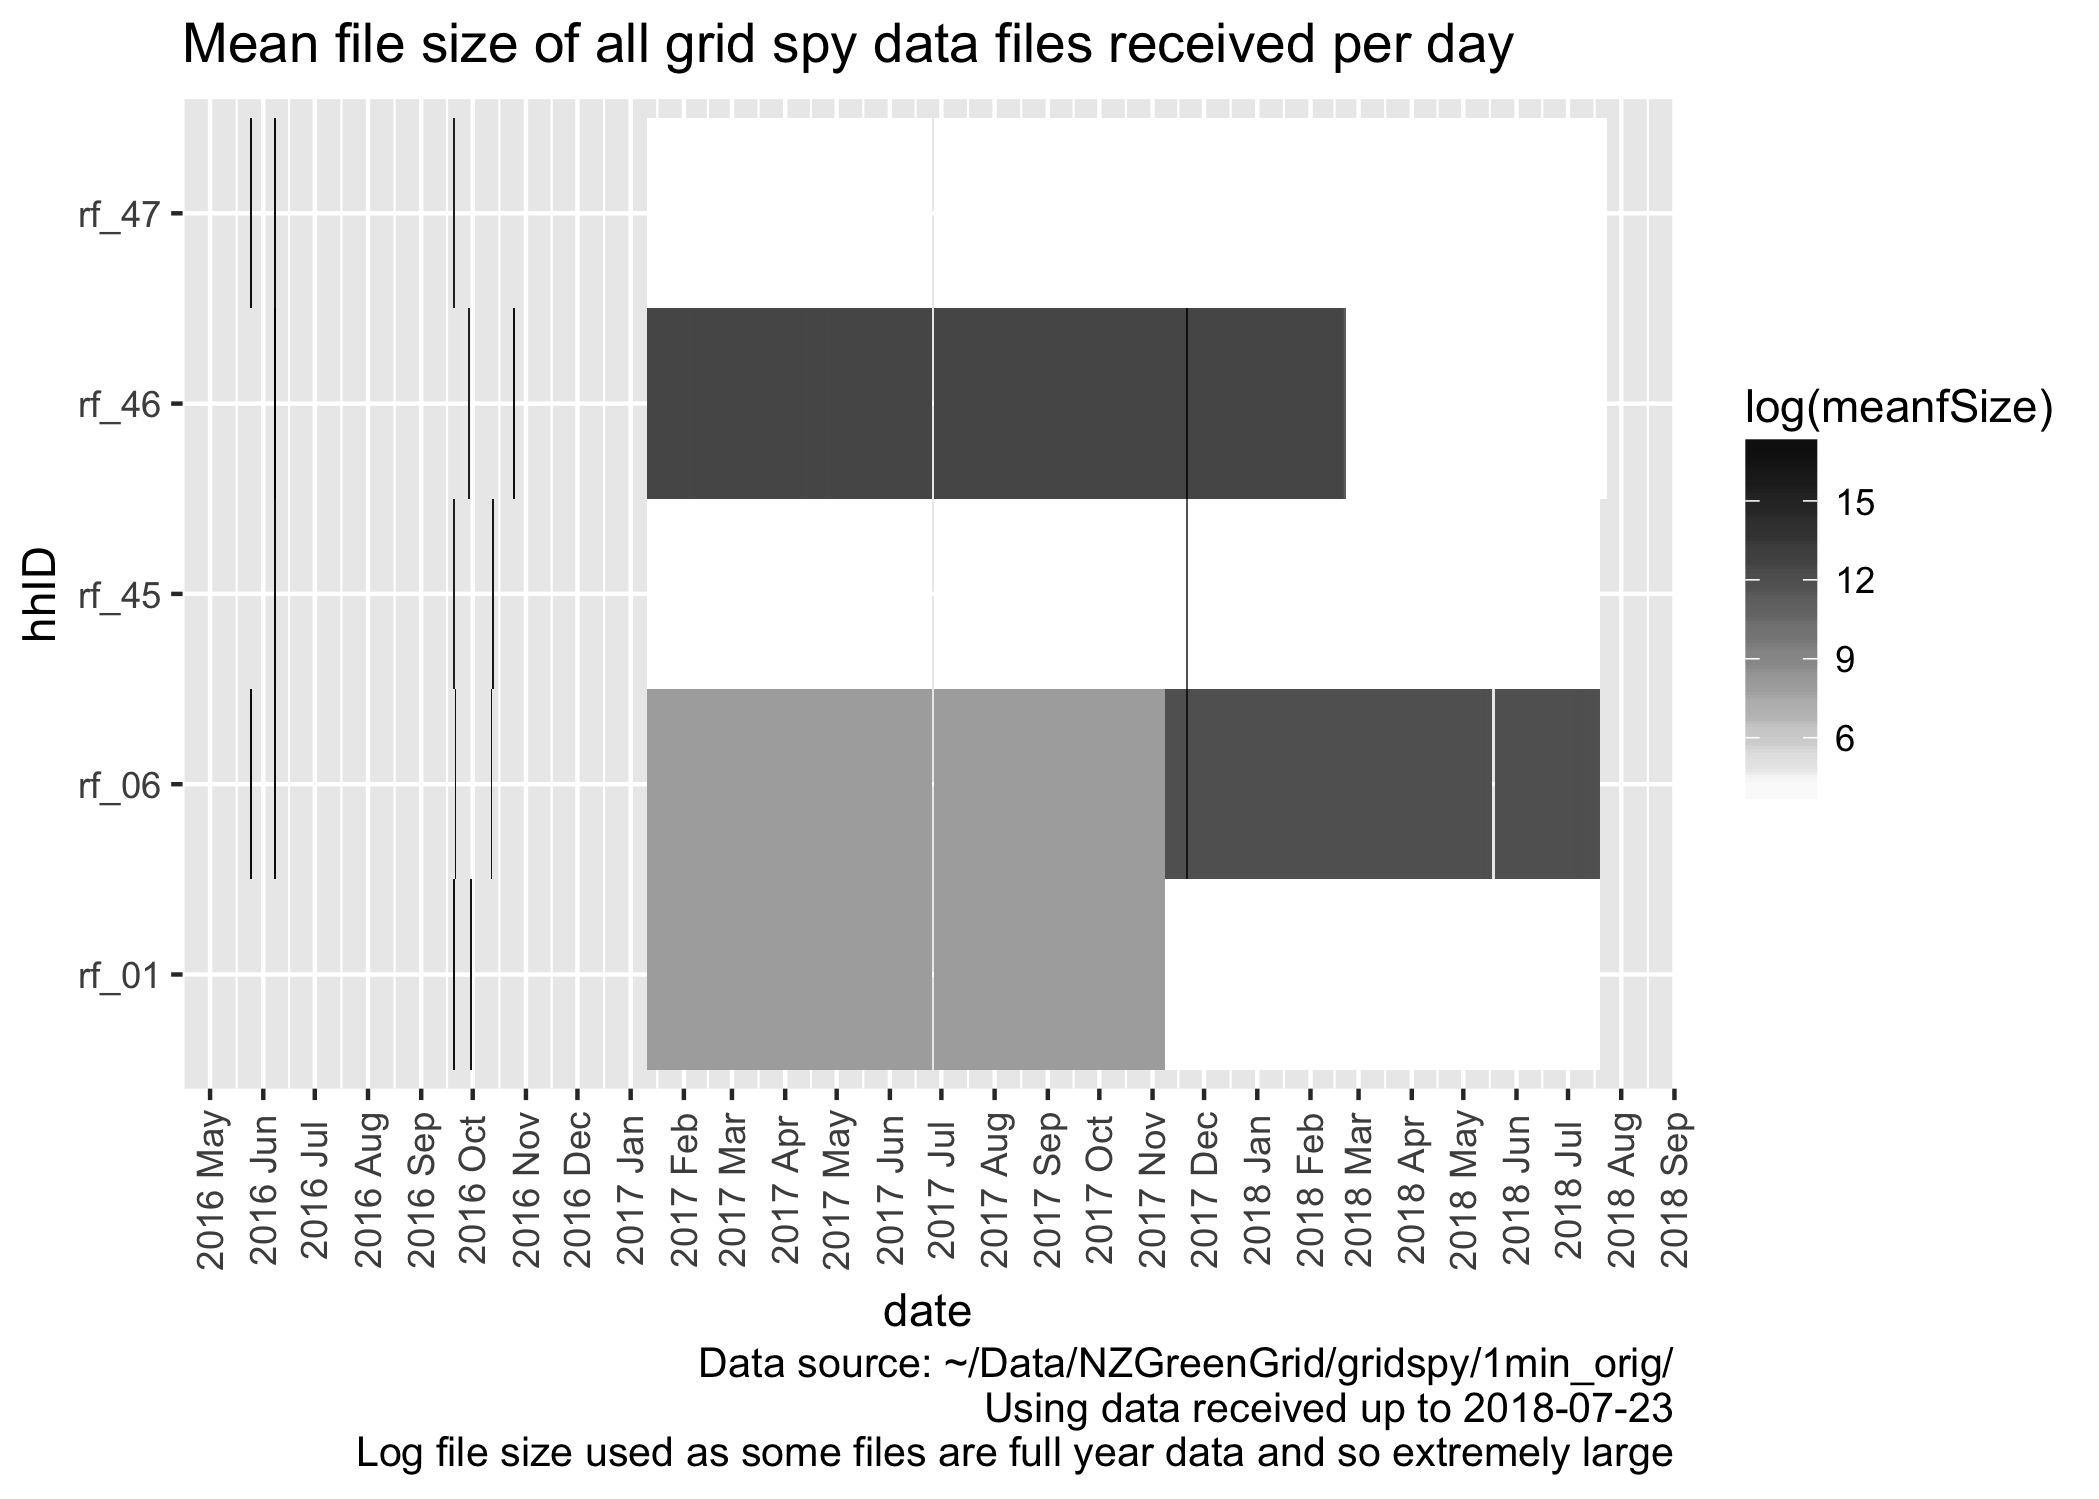 Mean file size of all grid spy data files received per day
hhID
rf_47
rf_46
rf_45
rf_06
rf_01
log(meanfSize)
15
12
9
6
2016 May
2016 Jun
2016 Jul
2016 Aug
2016 Sep
2016 Oct
2016 Nov
2016 Dec
2017 Jan
2017 Feb
2017 Mar
2017 Apr
2017 May
2017 Jun
2017 Jul
2017 Aug
2017 Sep
2017 Oct
2017 Nov
2017 Dec
2018 Jan
2018 Feb
2018 Mar
2018 Apr
2018 May
2018 Jun
2018 Jul
2018 Aug
2018 Sep
date
Data source: ~/Data/NZGreenGrid/gridspy/1min_orig/
Using data received up to 2018-07-23
Log file size used as some files are full year data and so extremely large